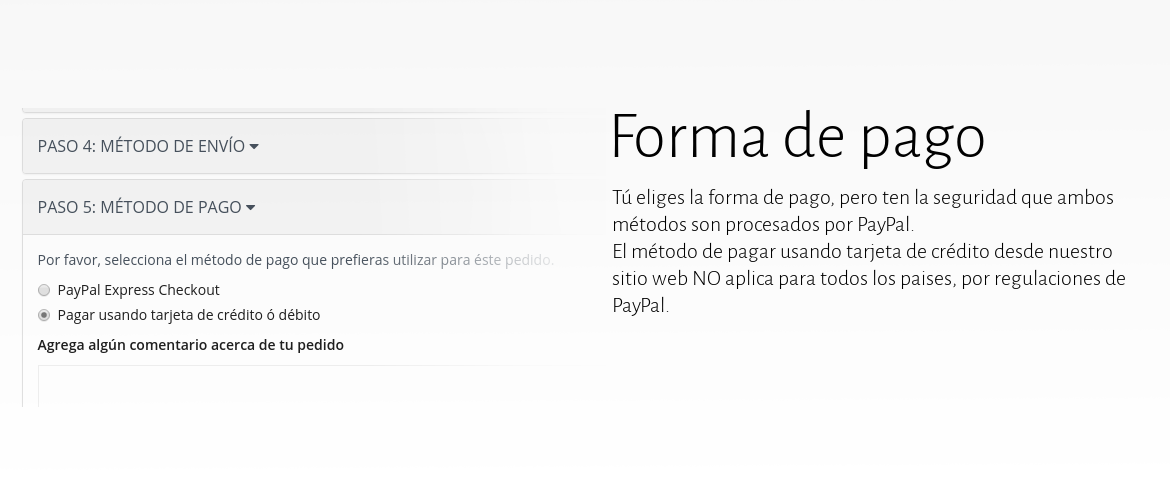 PASO 4: MÉTODO DE ENVÍO
PASO 5: MÉTODO DE PAGO
Por favor, selecciona el método de pago que prefieras utilizar para éste pedido.
PayPal Express Checkout
Pagar usando tarjeta de crédito ó débito
Agrega algún comentario acerca de tu pedido
Forma de pago
Tú eliges la forma de pago, pero ten la seguridad que ambos
métodos son procesados por PayPal.
El método de pagar usando tarjeta de crédito desde nuestro
sitio web NO aplica para todos los paises, por regulaciones de
PayPal.